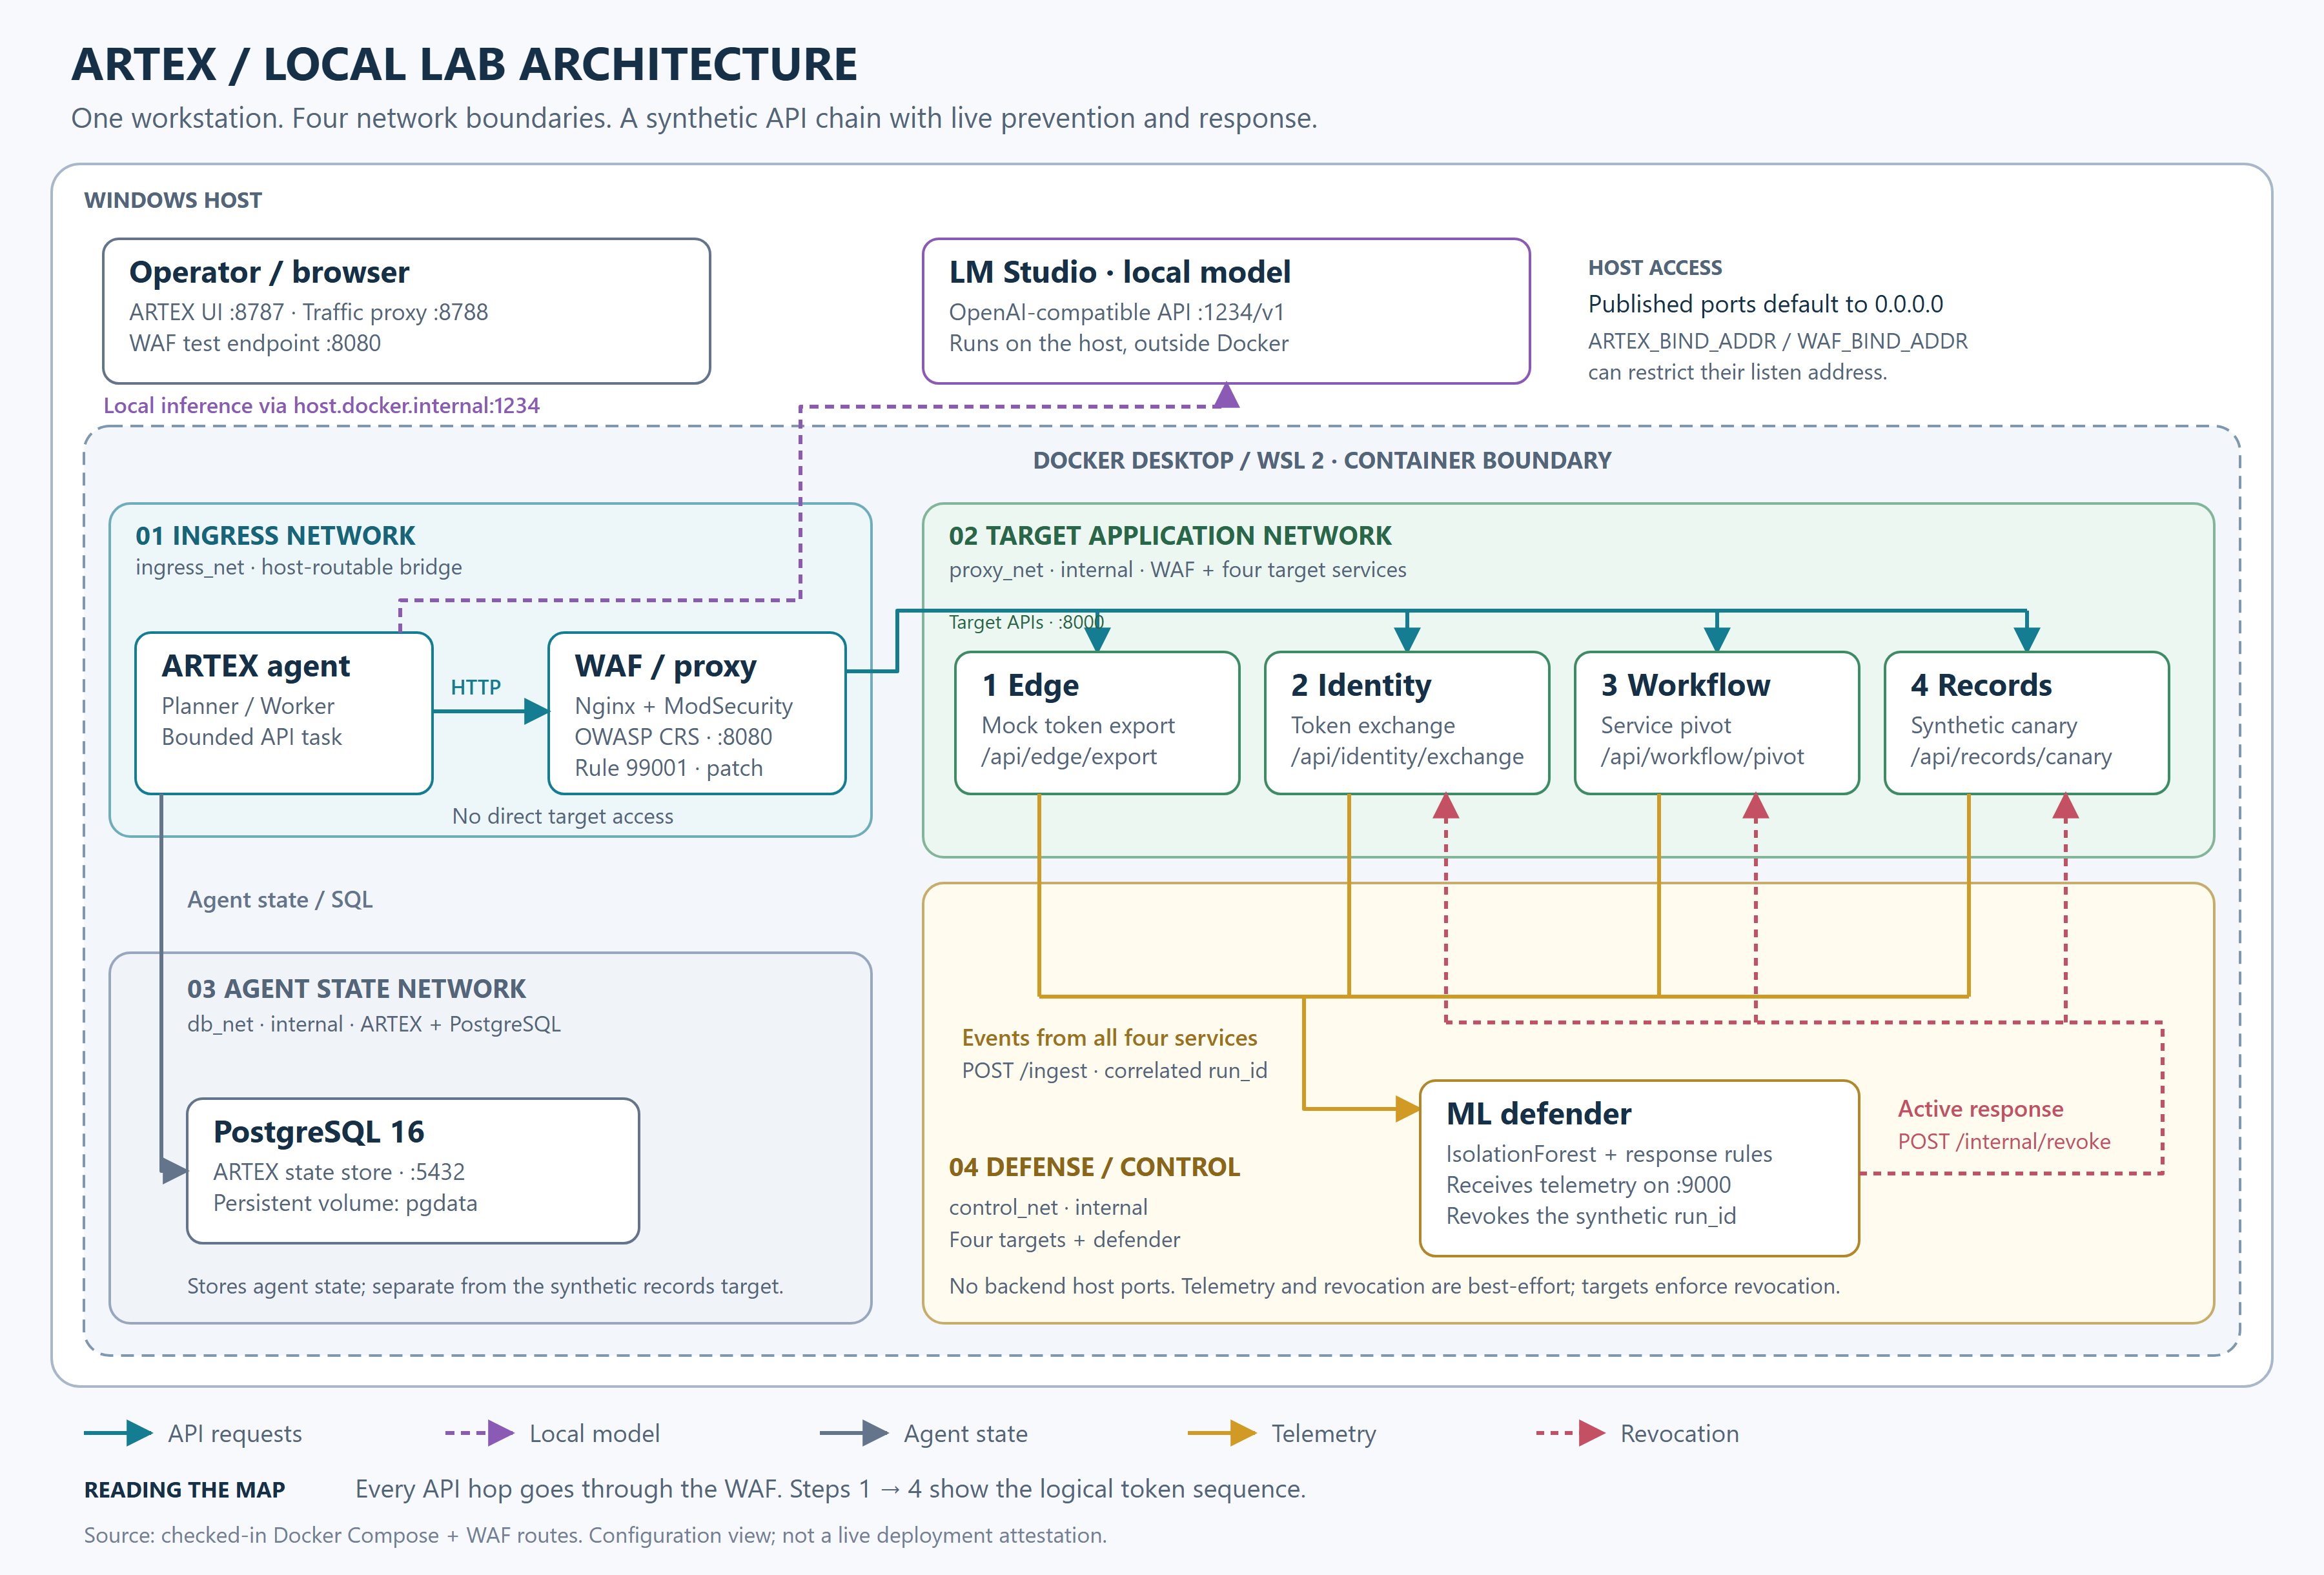 ARTEX / LOCAL LAB ARCHITECTURE
One workstation. Four network boundaries. A synthetic API chain with live prevention and response.
WINDOWS HOST
Operator / browser
ARTEX UI :8787 · Traffic proxy :8788
WAF test endpoint :8080
LM Studio · local model
OpenAI-compatible API :1234/v1
Runs on the host, outside Docker
HOST ACCESS
Published ports default to 0.0.0.0
ARTEX_BIND_ADDR / WAF_BIND_ADDR
can restrict their listen address.
Local inference via host.docker.internal:1234
DOCKER DESKTOP / WSL 2 · CONTAINER BOUNDARY
01 INGRESS NETWORK
ingress_net · host-routable bridge
ARTEX agent
Planner / Worker
Bounded API task
HTTP
WAF / proxy
Nginx + ModSecurity
OWASP CRS · :8080
Rule 99001 · patch
No direct target access
02 TARGET APPLICATION NETWORK
proxy_net · internal · WAF + four target services
Target APIs · :8000
1 Edge
Mock token export
/api/edge/export
2 Identity
Token exchange
/api/identity/exchange
3 Workflow
Service pivot
/api/workflow/pivot
4 Records
Synthetic canary
/api/records/canary
Agent state / SQL
03 AGENT STATE NETWORK
db_net · internal · ARTEX + PostgreSQL
PostgreSQL 16
ARTEX state store · :5432
Persistent volume: pgdata
Stores agent state; separate from the synthetic records target.
Events from all four services
POST /ingest · correlated run_id
04 DEFENSE / CONTROL
control_net · internal
Four targets + defender
ML defender
IsolationForest + response rules
Receives telemetry on :9000
Revokes the synthetic run_id
Active response
POST /internal/revoke
No backend host ports. Telemetry and revocation are best-effort; targets enforce revocation.
API requests
Local model
Agent state
Telemetry
Revocation
READING THE MAP
Every API hop goes through the WAF. Steps 1 → 4 show the logical token sequence.
Source: checked-in Docker Compose + WAF routes. Configuration view; not a live deployment attestation.